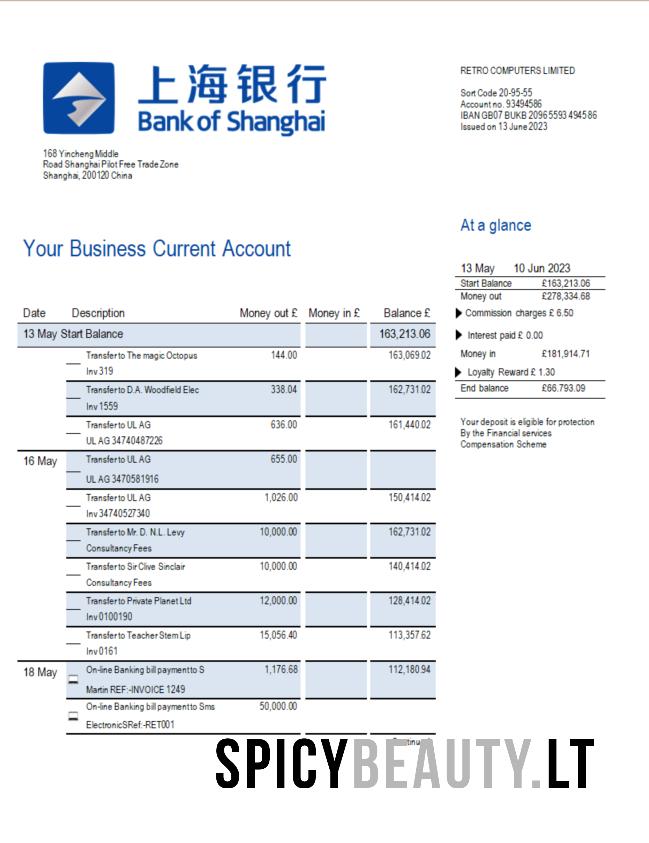 上海银行
Bank of Shanghai
168 Yincheng Middle
Road Shanghai Pilot Free Trade Zone
Shanghai, 200120 China
RETRO COMPUTERS LIMITED
Sort Code 20-95-55
Account no. 93494586
IBAN GB07 BUKB 20965593 494586
Issued on 13 June 2023
At a glance
13 May 10 Jun 2023
Start Balance £163,213.06
Money out £278,334.68
Commission charges £ 6.50
Interest paid £ 0.00
Money in £181,914.71
Loyalty Reward £ 1.30
End balance £66.793.09
Your deposit is eligible for protection
By the Financial services
Compensation Scheme
Your Business Current Account
Date Description Money out £ Money in £ Balance £
13 May Start Balance 163,213.06
Transfer to The magic Octopus 144.00 163,069.02
Inv 319
Transfer to D.A. Woodfield Elec 338.04 162,731.02
Inv 1559
Transfer to UL AG 636.00 161,440.02
UL AG 34740487226
16 May Transfer to UL AG 655.00
UL AG 3470581916
Transfer to UL AG 1,026.00 150,414.02
Inv 34740527340
Transfer to Mr. D. N.L. Levy 10,000.00 162,731.02
Consultancy Fees
Transfer to Sir Clive Sinclair 10,000.00 140,414.02
Consultancy Fees
Transfer to Private Planet Ltd 12,000.00 128,414.02
Inv 0100190
Transfer to Teacher Stem Lip 15,056.40 113,357.62
Inv 0161
18 May On-line Banking bill payment to S 1,176.68 112,180.94
Martin REF:-INVOICE 1249
On-line Banking bill payment to Sms 50,000.00
Electronic SRef:-RET001
SPICYBEAUTY.LT